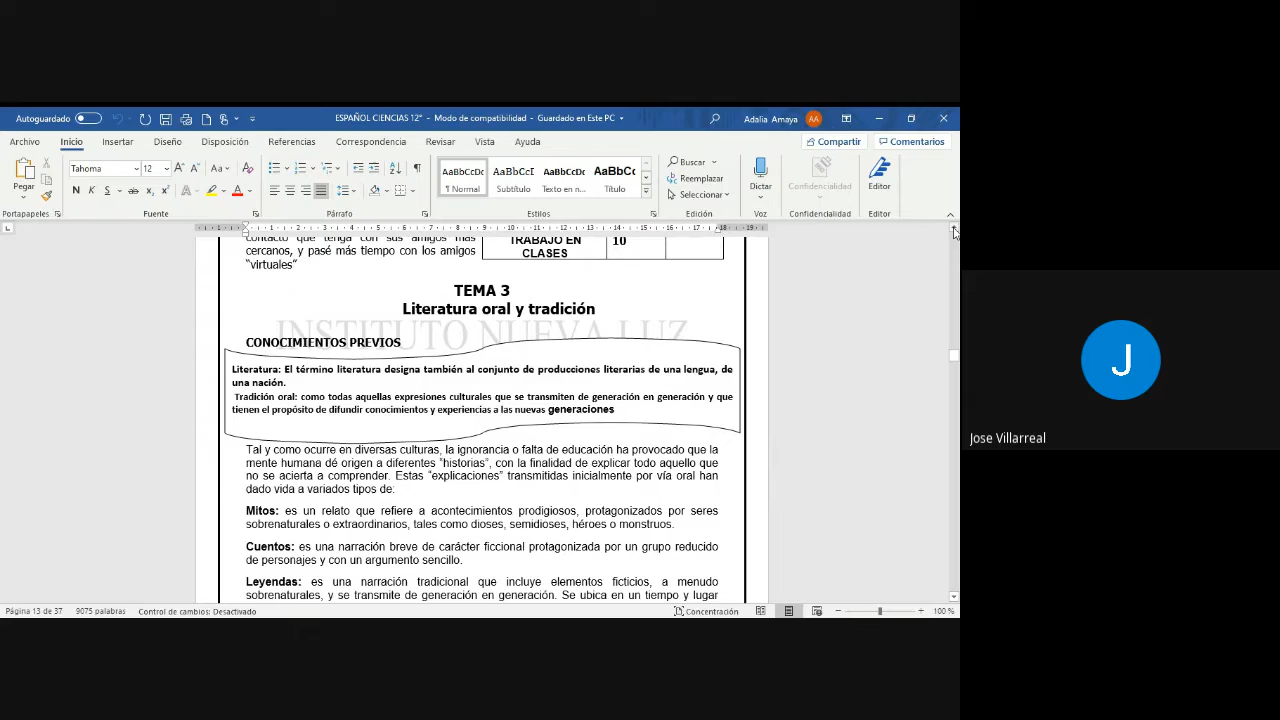 Autoguardado
ESPAÑOL CIENCIAS 12° - Modo de compatibilidad - Guardado en Este PC
Adalia Amaya AA
Archivo Inicio Insertar Diseño Disposición Referencias Correspondencia Revisar Vista Ayuda Compartir Comentarios
Pegar
Tahoma 12
Normal
Subtítulo
Texto en n...
Título
Buscar
Reemplazar
Seleccionar
Dictar
Confidencialidad
Editor
Portapapeles Fuente Párrafo Estilos Edición Voz Confidencialidad Editor
contacto que tenga con sus amigos más
cercanos, y pasé más tiempo con los amigos
"virtuales"
TRABAJO EN
CLASES
10
TEMA 3
Literatura oral y tradición
INSTITUTO NUEVA LUZ
CONOCIMIENTOS PREVIOS
Literatura: El término literatura designa también al conjunto de producciones literarias de una lengua, de
una nación.
Tradición oral: como todas aquellas expresiones culturales que se transmiten de generación en generación y que
tienen el propósito de difundir conocimientos y experiencias a las nuevas generaciones
Tal y como ocurre en diversas culturas, la ignorancia o falta de educación ha provocado que la
mente humana dé origen a diferentes "historias", con la finalidad de explicar todo aquello que
no se acierta a comprender. Estas "explicaciones" transmitidas inicialmente por vía oral han
dado vida a variados tipos de:
Mitos: es un relato que refiere a acontecimientos prodigiosos, protagonizados por seres
sobrenaturales o extraordinarios, tales como dioses, semidioses, héroes o monstruos.
Cuentos: es una narración breve de carácter ficcional protagonizada por un grupo reducido
de personajes y con un argumento sencillo.
Leyendas: es una narración tradicional que incluye elementos ficticios, a menudo
sobrenaturales, y se transmite de generación en generación. Se ubica en un tiempo y lugar
Página 13 de 37 9075 palabras Control de cambios: Desactivado Concentración 100 %
J
Jose Villarreal